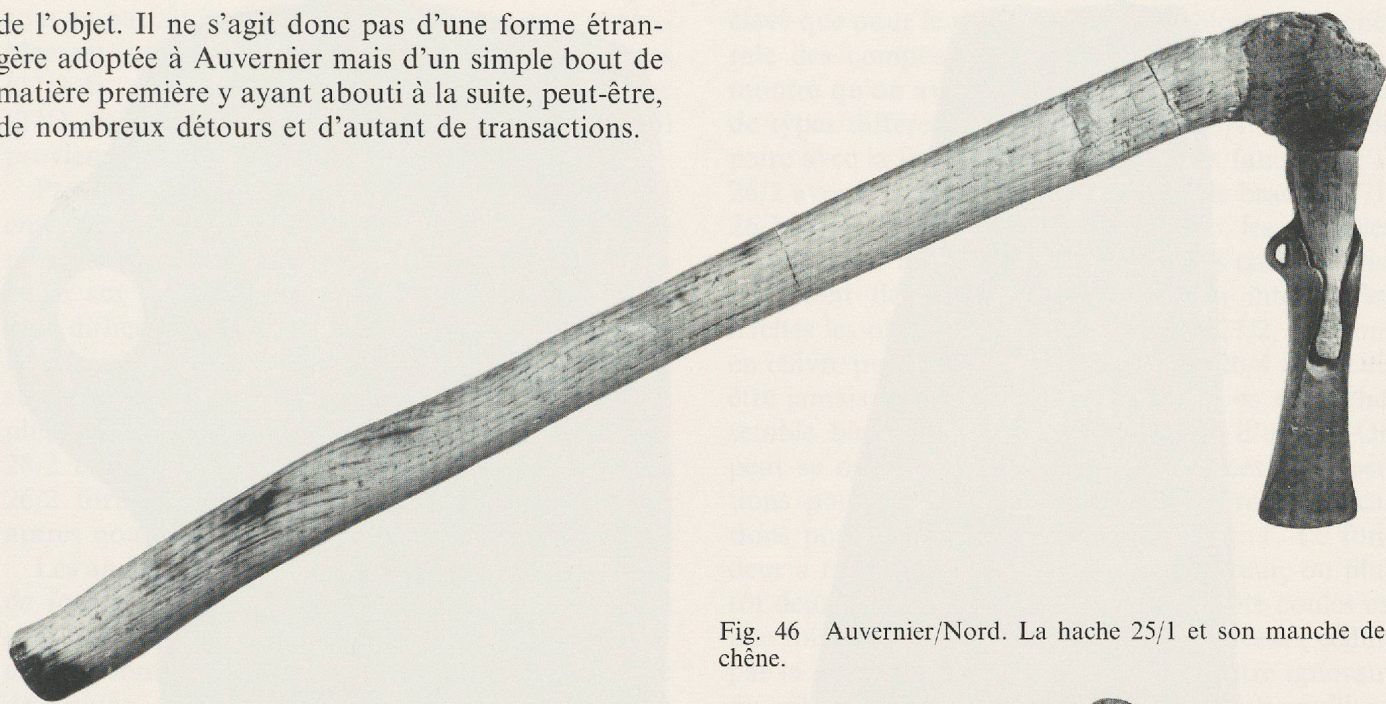 de l’objet. Il ne s’agit donc pas d’une forme étran-
gère adoptée à Auvernier mais d’un simple bout de
matière première y ayant abouti à la suite, peut-être,
de nombreux détours et d’autant de transactions.
Fig. 46 Auvernier/Nord. La hache 25/1 et son manche de
chêne.